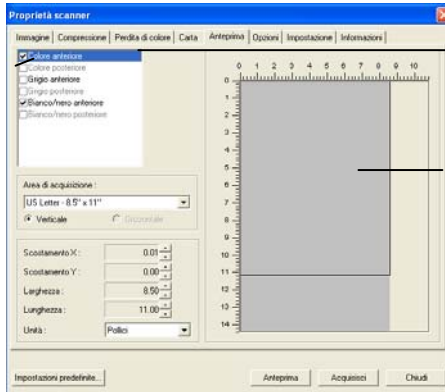 Proprietà scanner
Immagine Compressione Perdita di colore Carta Anteprima Opzioni Impostazione Informazioni
Colore anteriore
Colore posteriore
Grigio anteriore
Grigio posteriore
Bianco/nero anteriore
Bianco/nero posteriore
0 1 2 3 4 5 6 7 8 9 10
0
1
2
3
4
5
6
7
8
9
10
11
12
13
14
Area di acquisizione :
US Letter - 8.5" x 11"
Verticale Orizzontale
Scostamento X : 0.01
Scostamento Y : 0.00
Larghezza : 8.50
Lunghezza : 11.00
Unità : Pollici
Impostazioni predefinite... Anteprima Acquisisci Chiudi